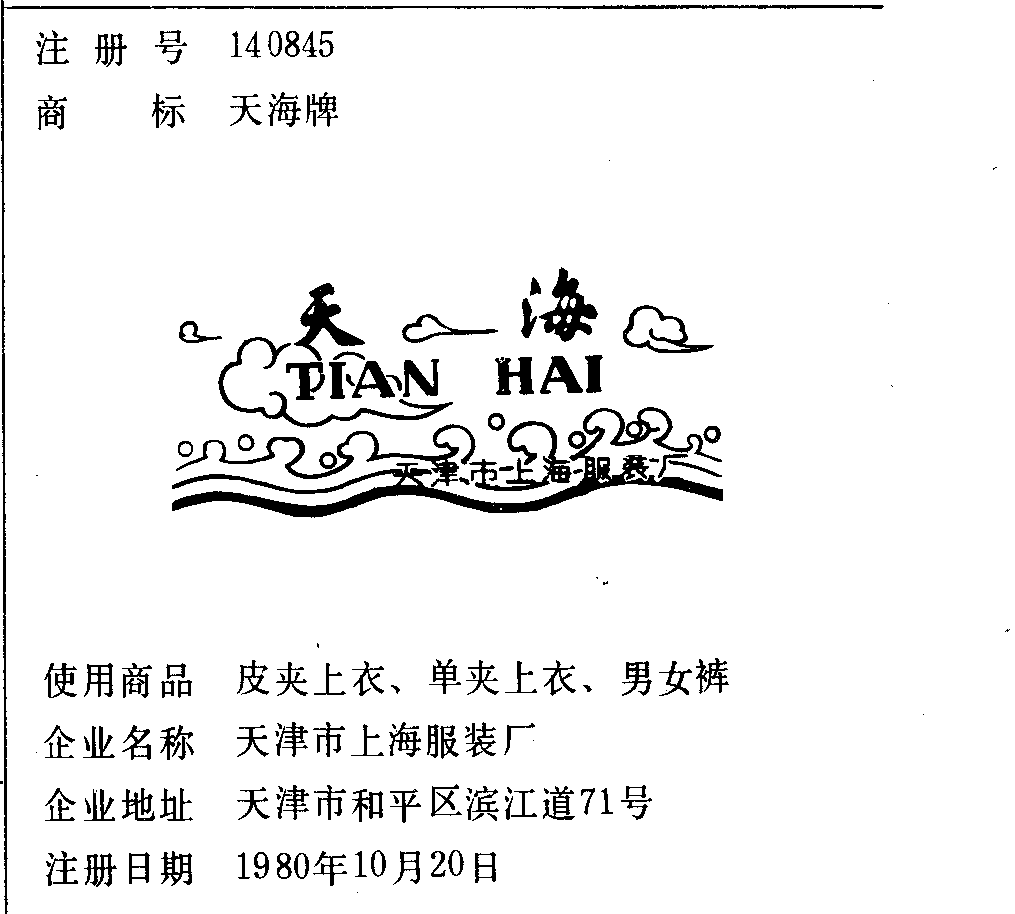 注册号 140845
商标 天海牌
天海
TIAN HAI
天津市上海服装厂
使用商品 皮夹上衣、单夹上衣、男女裤
企业名称 天津市上海服装厂
企业地址 天津市和平区滨江道71号
注册日期 1980年10月20日